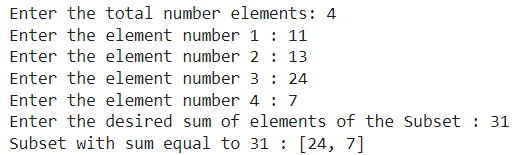 Enter the total number elements: 4
Enter the element number 1 : 11
Enter the element number 2 : 13
Enter the element number 3 : 24
Enter the element number 4 : 7
Enter the desired sum of elements of the Subset : 31
Subset with sum equal to 31 : [24, 7]